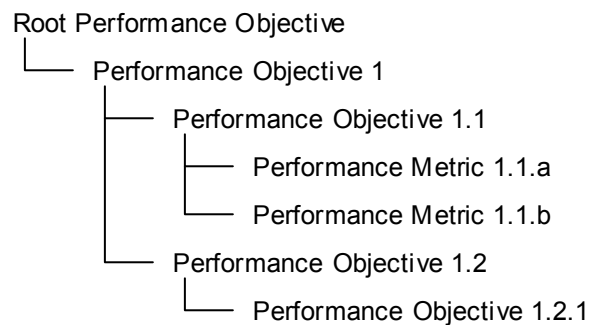 Root Performance Objective
Performance Objective 1
Performance Objective 1.1
Performance Metric 1.1.a
Performance Metric 1.1.b
Performance Objective 1.2
Performance Objective 1.2.1